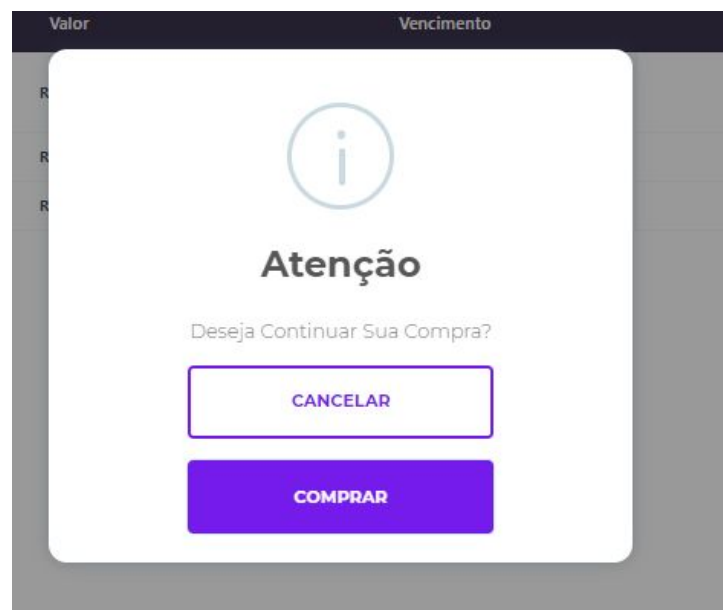 Valor Vencimento
R
R
R
Atenção
Deseja Continuar Sua Compra?
CANCELAR
COMPRAR